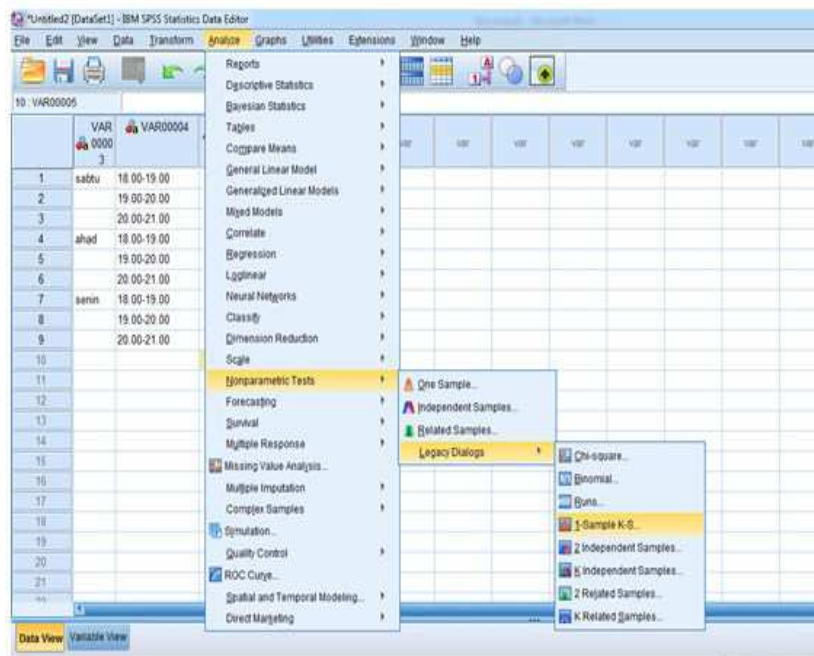 *Untitled2 [DataSet1] - IBM SPSS Statistics Data Editor
File Edit View Data Transform Analyze Graphs Utilities Extensions Window Help
10 : VAR00005
VAR00003 VAR00004 var var var var var var var
1 sabtu 18.00-19.00
2 19.00-20.00
3 20.00-21.00
4 ahad 18.00-19.00
5 19.00-20.00
6 20.00-21.00
7 senin 18.00-19.00
8 19.00-20.00
9 20.00-21.00
10
11
12
13
14
15
16
17
18
19
20
21
Reports
Descriptive Statistics
Bayesian Statistics
Tables
Compare Means
General Linear Model
Generalized Linear Models
Mixed Models
Correlate
Regression
Loglinear
Neural Networks
Classify
Dimension Reduction
Scale
Nonparametric Tests
Forecasting
Survival
Multiple Response
Missing Value Analysis...
Multiple Imputation
Complex Samples
Simulation...
Quality Control
ROC Curve...
Spatial and Temporal Modeling...
Direct Marketing
One Sample...
Independent Samples...
Related Samples...
Legacy Dialogs
Chi-square...
Binomial...
Runs...
1-Sample K-S...
2 Independent Samples...
K Independent Samples...
2 Related Samples...
K Related Samples...
Data View Variable View